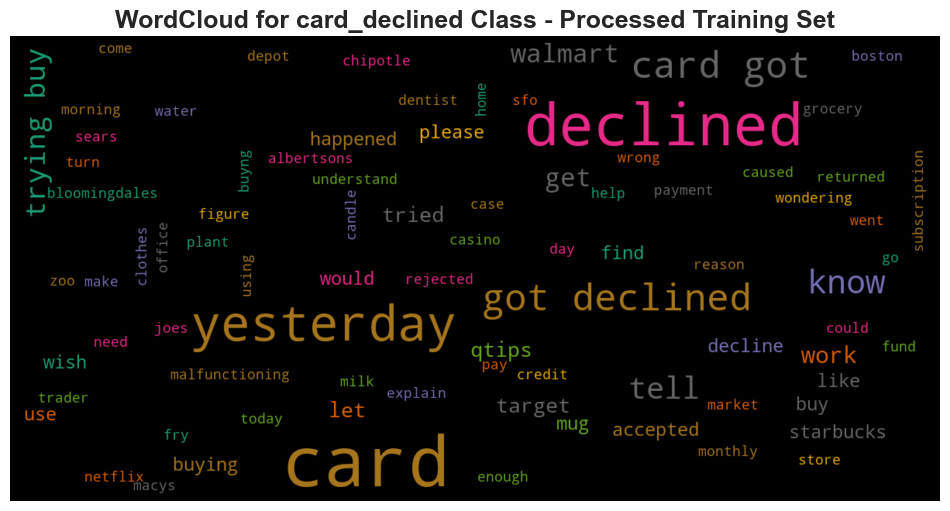 WordCloud for card_declined Class - Processed Training Set
come
depot
chipotle
walmart
card got
boston
trying buy
morning
water
dentist
home
sfo
declined
grocery
sears
happened
please
turn
buyng
albertsons
wrong
bloomingdales
understand
get
help
payment
caused
returned
wondering
subscription
figure
candle
tried
case
went
clothes
office
plant
casino
day
find
reason
go
zoo
make
using
would
rejected
know
yesterday
got declined
need
joes
could
wish
qtips
decline
work
fund
malfunctioning
milk
pay
credit
explain
tell
like
trader
use
today
let
target
mug
market
buy
fry
card
accepted
starbucks
buying
monthly
store
netflix
macys
enough